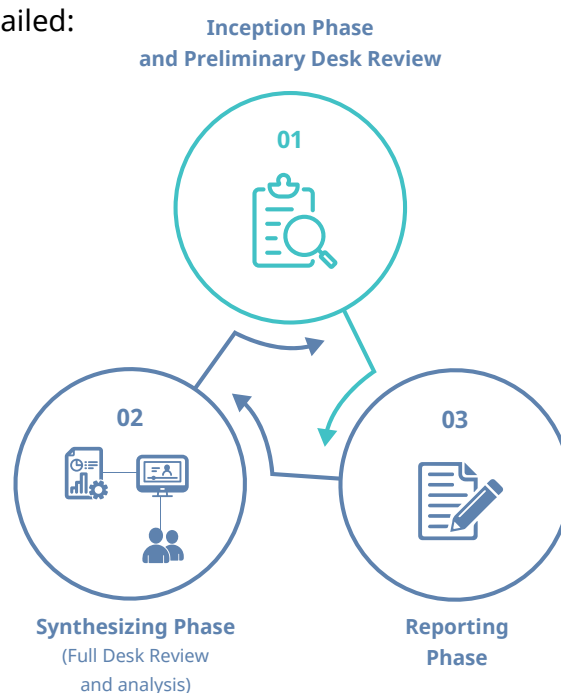 ailed:
Inception Phase
and Preliminary Desk Review
01
02
03
Synthesizing Phase
(Full Desk Review
and analysis)
Reporting
Phase